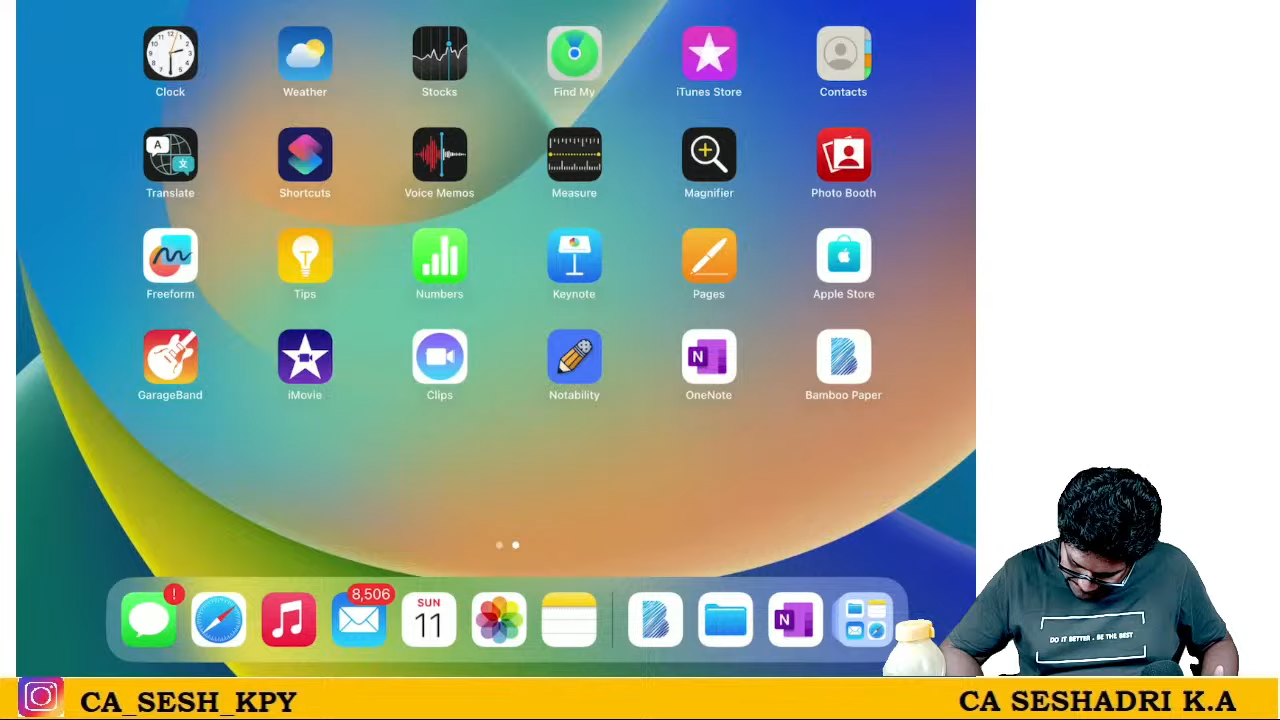 Clock Weather Stocks Find My iTunes Store Contacts
A 文
Translate Shortcuts Voice Memos Measure Magnifier Photo Booth
Freeform Tips Numbers Keynote Pages Apple Store
N
GarageBand iMovie Clips Notability OneNote Bamboo Paper
! 8,506 SUN
11 N
DO IT BETTER . BE THE BEST
CA_SESH_KPY CA SESHADRI K.A